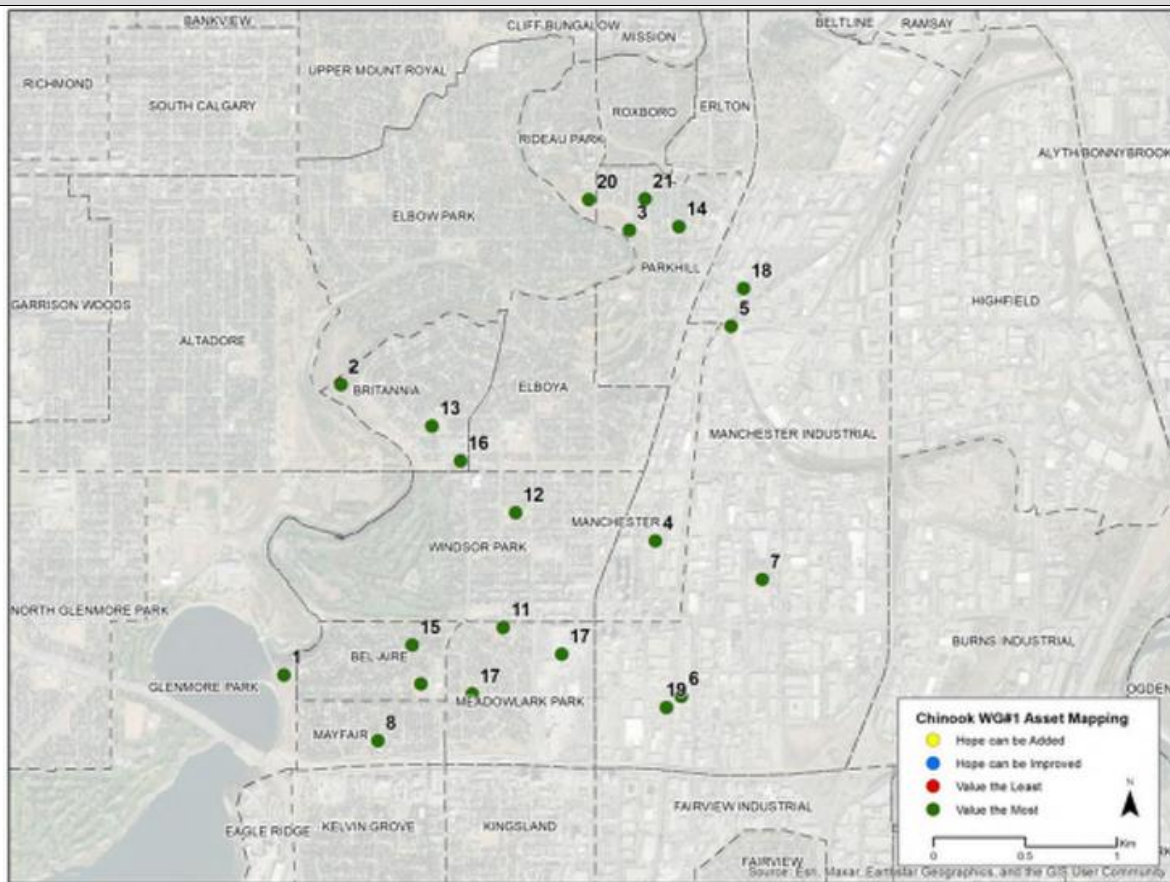 BANKVIEW
CLIFF-BUNGALOW
MISSION
BELTLINE
RAMSAY
RICHMOND
UPPER MOUNT ROYAL
SOUTH CALGARY
ROXBORO
ERLTON
RIDEAU PARK
ALYTH/BONNYBROOK
20
21
ELBOW PARK
3
14
PARKHILL
18
GARRISON WOODS
HIGHFIELD
5
ALTADORE
2
BRITANNIA
ELBOYA
13
MANCHESTER INDUSTRIAL
16
12
MANCHESTER
4
WINDSOR PARK
7
NORTH GLENMORE PARK
11
15
17
BURNS INDUSTRIAL
BEL-AIRE
1
GLENMORE PARK
17
MEADOWLARK PARK
19
6
OGDEN
MAYFAIR
8
Chinook WG#1 Asset Mapping
Hope can be Added
Hope can be Improved
Value the Least
Value the Most
N
0 0.5 1 Km
FAIRVIEW INDUSTRIAL
EAGLE RIDGE
KELVIN GROVE
KINGSLAND
FAIRVIEW
Source: Esri, Maxar, Earthstar Geographics, and the GIS User Community